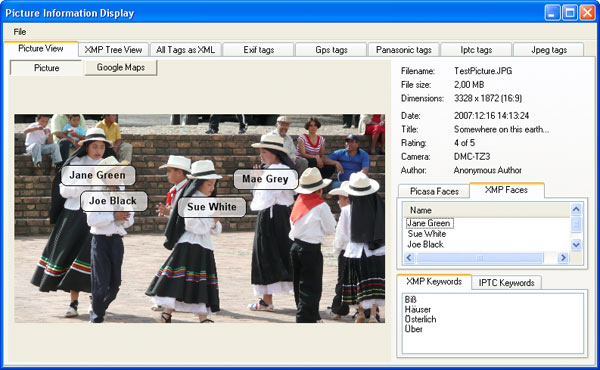 Picture Information Display
File
Picture View XMP Tree View All Tags as XML Exif tags Gps tags Panasonic tags Iptc tags Jpeg tags
Picture Google Maps
Filename: TestPicture.JPG
File size: 2,00 MB
Dimensions: 3328 x 1872 (16:9)
Date: 2007:12:16 14:13:24
Title: Somewhere on this earth...
Rating: 4 of 5
Camera: DMC-TZ3
Author: Anonymous Author
Jane Green
Joe Black
Sue White
Mae Grey
Picasa Faces XMP Faces
Name
Jane Green
Sue White
Joe Black
XMP Keywords IPTC Keywords
Biß
Häuser
Österlich
Über